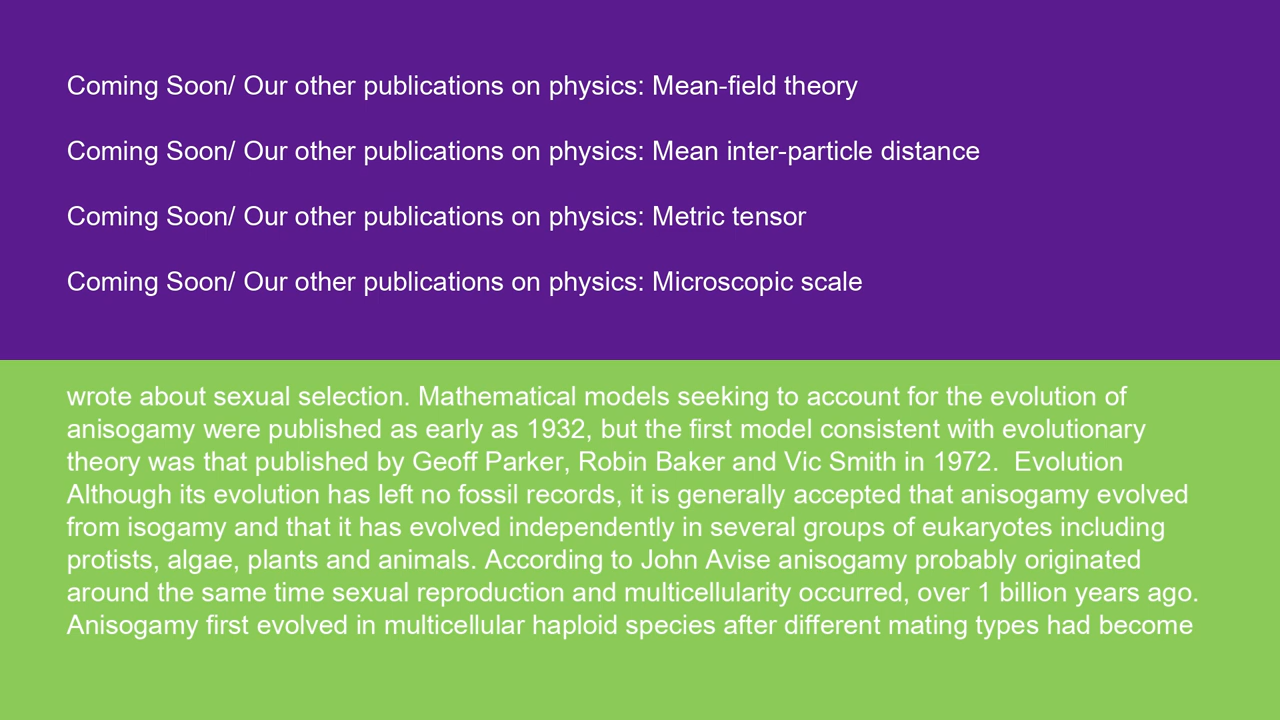 Coming Soon/ Our other publications on physics: Mean-field theory
Coming Soon/ Our other publications on physics: Mean inter-particle distance
Coming Soon/ Our other publications on physics: Metric tensor
Coming Soon/ Our other publications on physics: Microscopic scale
wrote about sexual selection. Mathematical models seeking to account for the evolution of
anisogamy were published as early as 1932, but the first model consistent with evolutionary
theory was that published by Geoff Parker, Robin Baker and Vic Smith in 1972.  Evolution
Although its evolution has left no fossil records, it is generally accepted that anisogamy evolved
from isogamy and that it has evolved independently in several groups of eukaryotes including
protists, algae, plants and animals. According to John Avise anisogamy probably originated
around the same time sexual reproduction and multicellularity occurred, over 1 billion years ago.
Anisogamy first evolved in multicellular haploid species after different mating types had become